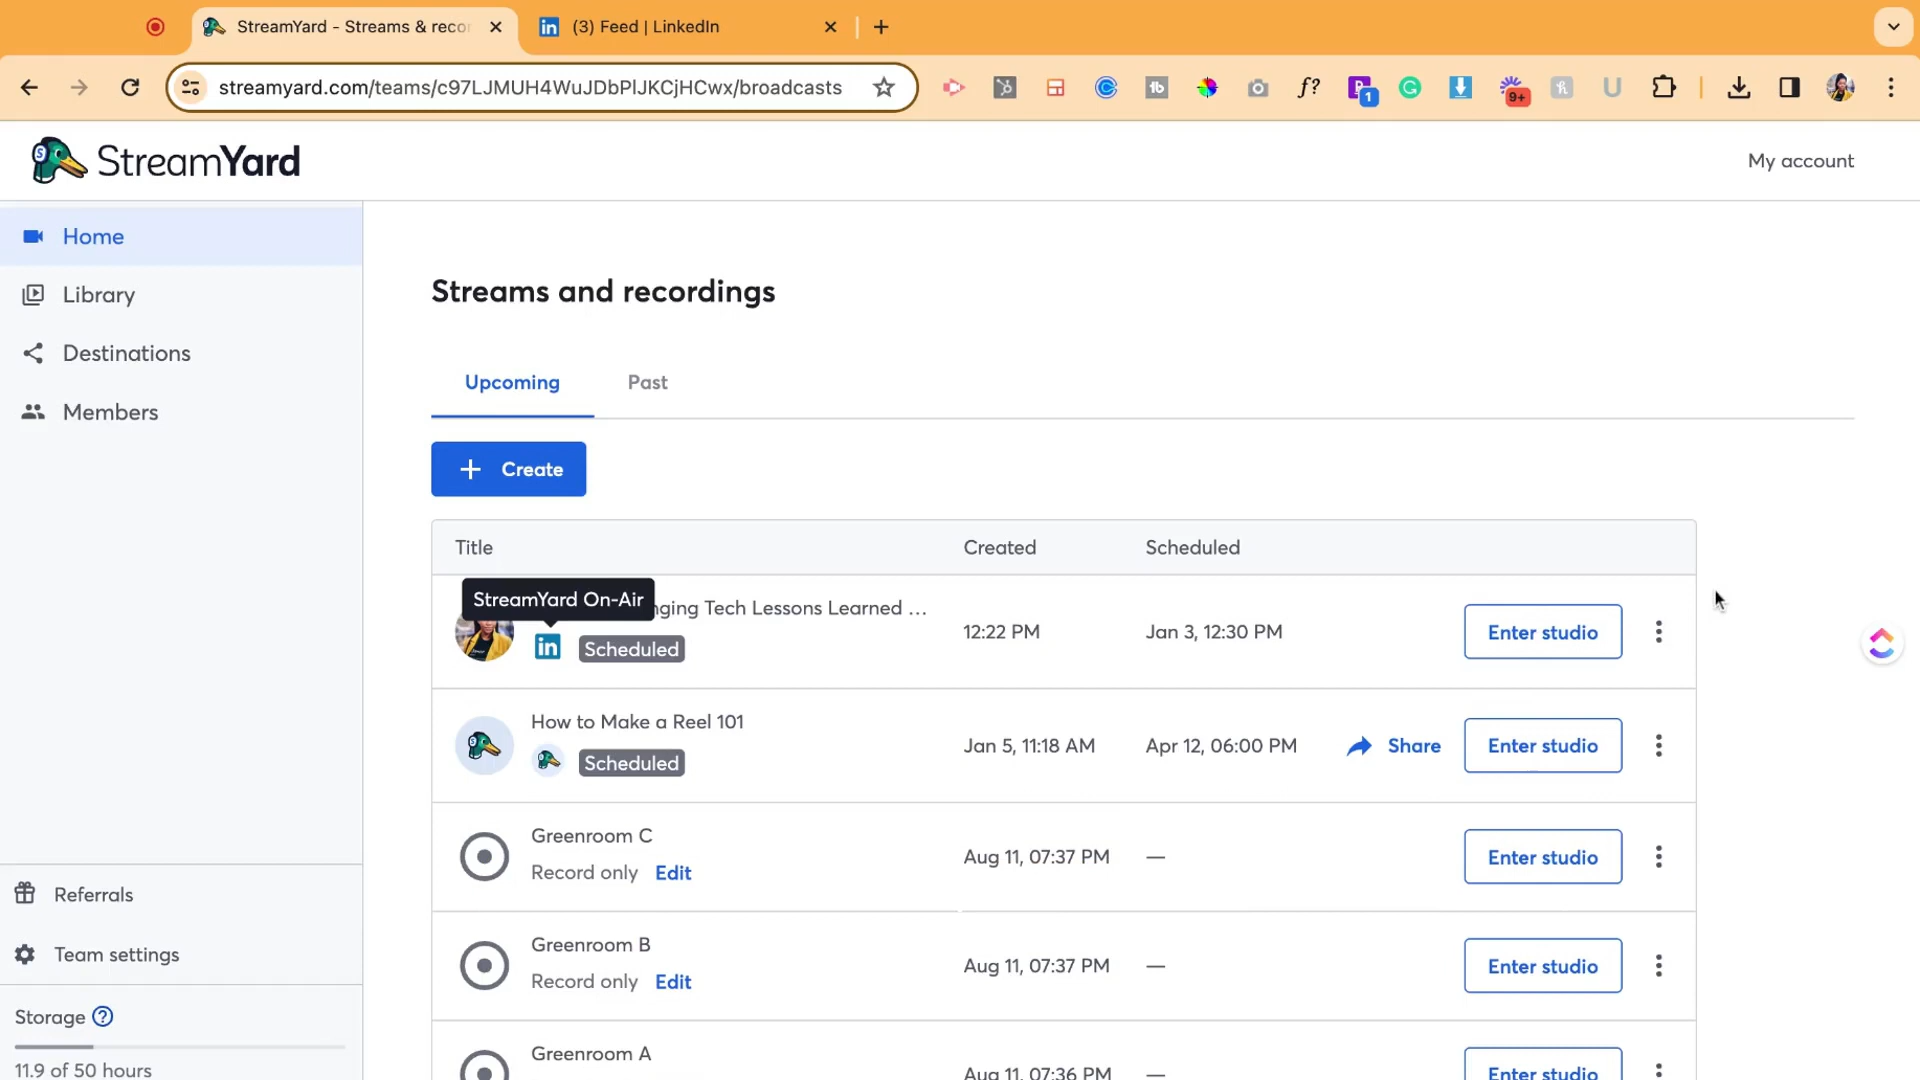 StreamYard - Streams & reco
(3) Feed | LinkedIn
streamyard.com/teams/c97LJMUH4WuJDbPlJKCjHCwx/broadcasts
f?
1
9+
StreamYard
My account
Home
Library
Destinations
Members
Streams and recordings
Upcoming
Past
+ Create
Title
Created
Scheduled
StreamYard On-Air
nging Tech Lessons Learned ...
in
Scheduled
12:22 PM
Jan 3, 12:30 PM
Enter studio
How to Make a Reel 101
Scheduled
Jan 5, 11:18 AM
Apr 12, 06:00 PM
Share
Enter studio
Greenroom C
Record only Edit
Aug 11, 07:37 PM
—
Enter studio
Greenroom B
Record only Edit
Aug 11, 07:37 PM
—
Enter studio
Greenroom A
Aug 11, 07:36 PM
—
Enter studio
Referrals
Team settings
Storage ?
11.9 of 50 hours